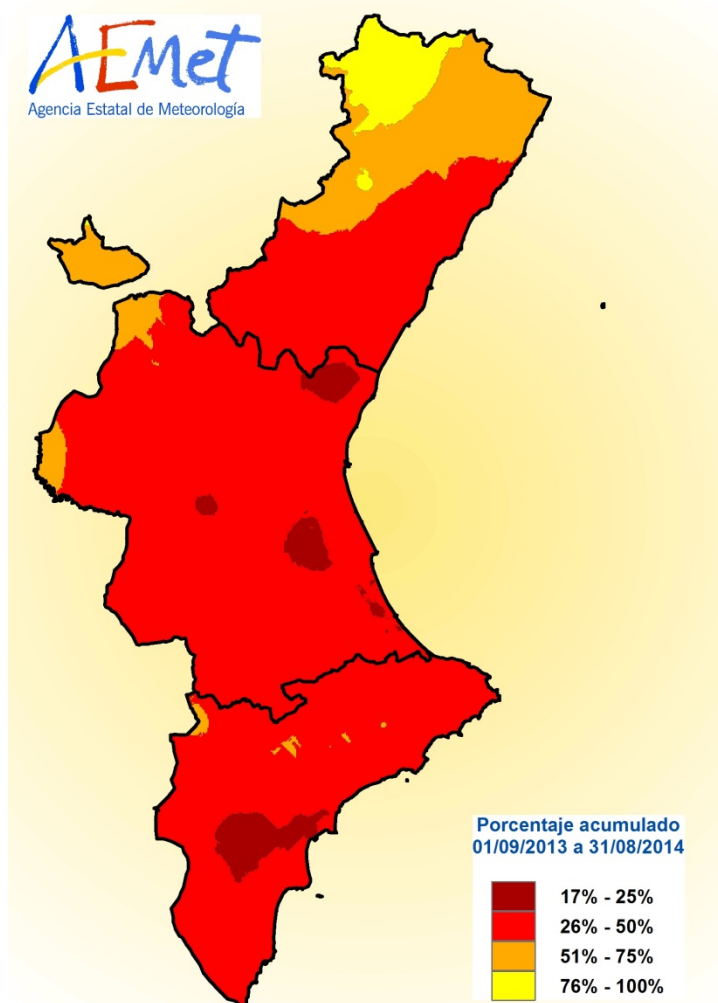 AEMet
Agencia Estatal de Meteorología
Porcentaje acumulado
01/09/2013 a 31/08/2014
17% - 25%
26% - 50%
51% - 75%
76% - 100%